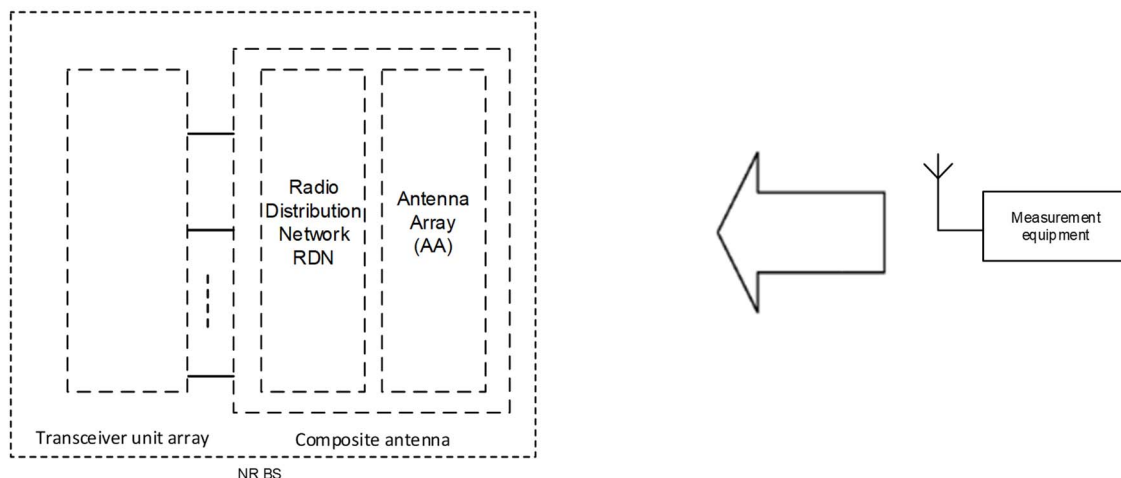 Radio
Distribution
Network
RDN
Antenna
Array
(AA)
Measurement
equipment
Transceiver unit array
Composite antenna
NR BS